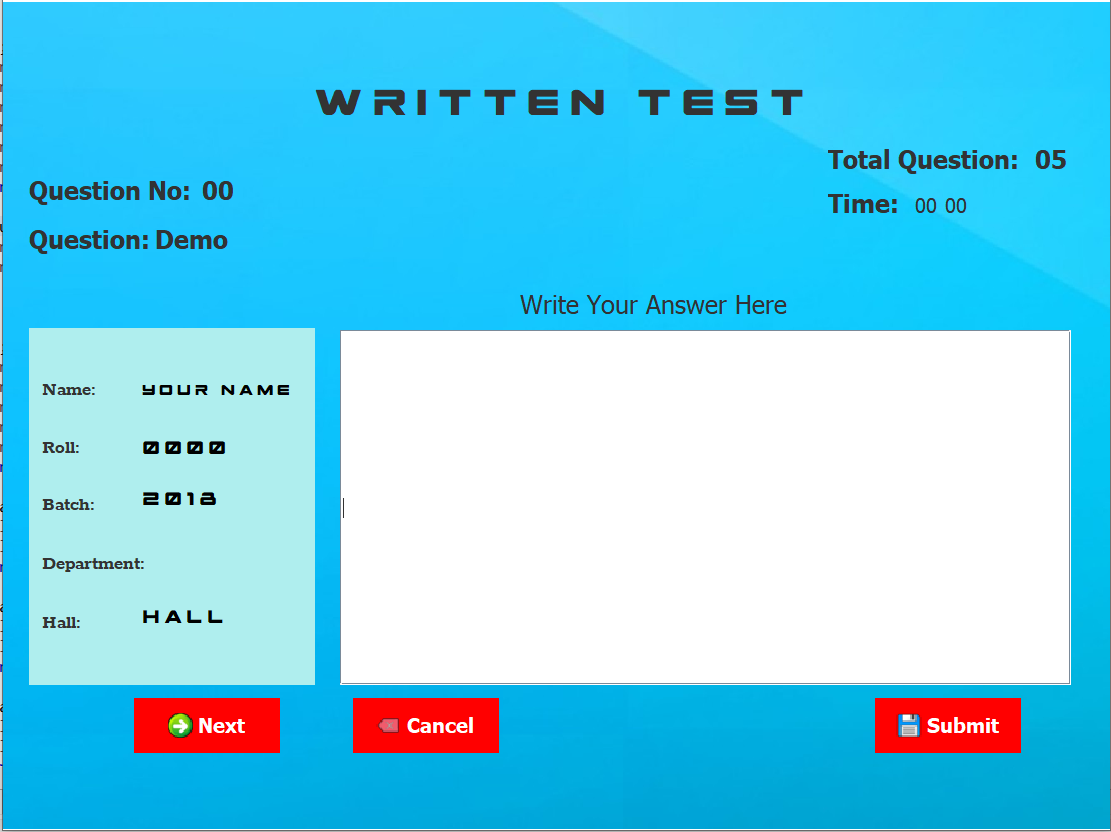 WRITTEN TEST
Total Question: 05
Question No: 00
Time: 00 00
Question: Demo
Write Your Answer Here
Name: YOUR NAME
Roll: 0000
Batch: 2018
Department:
Hall: HALL
Next
Cancel
Submit